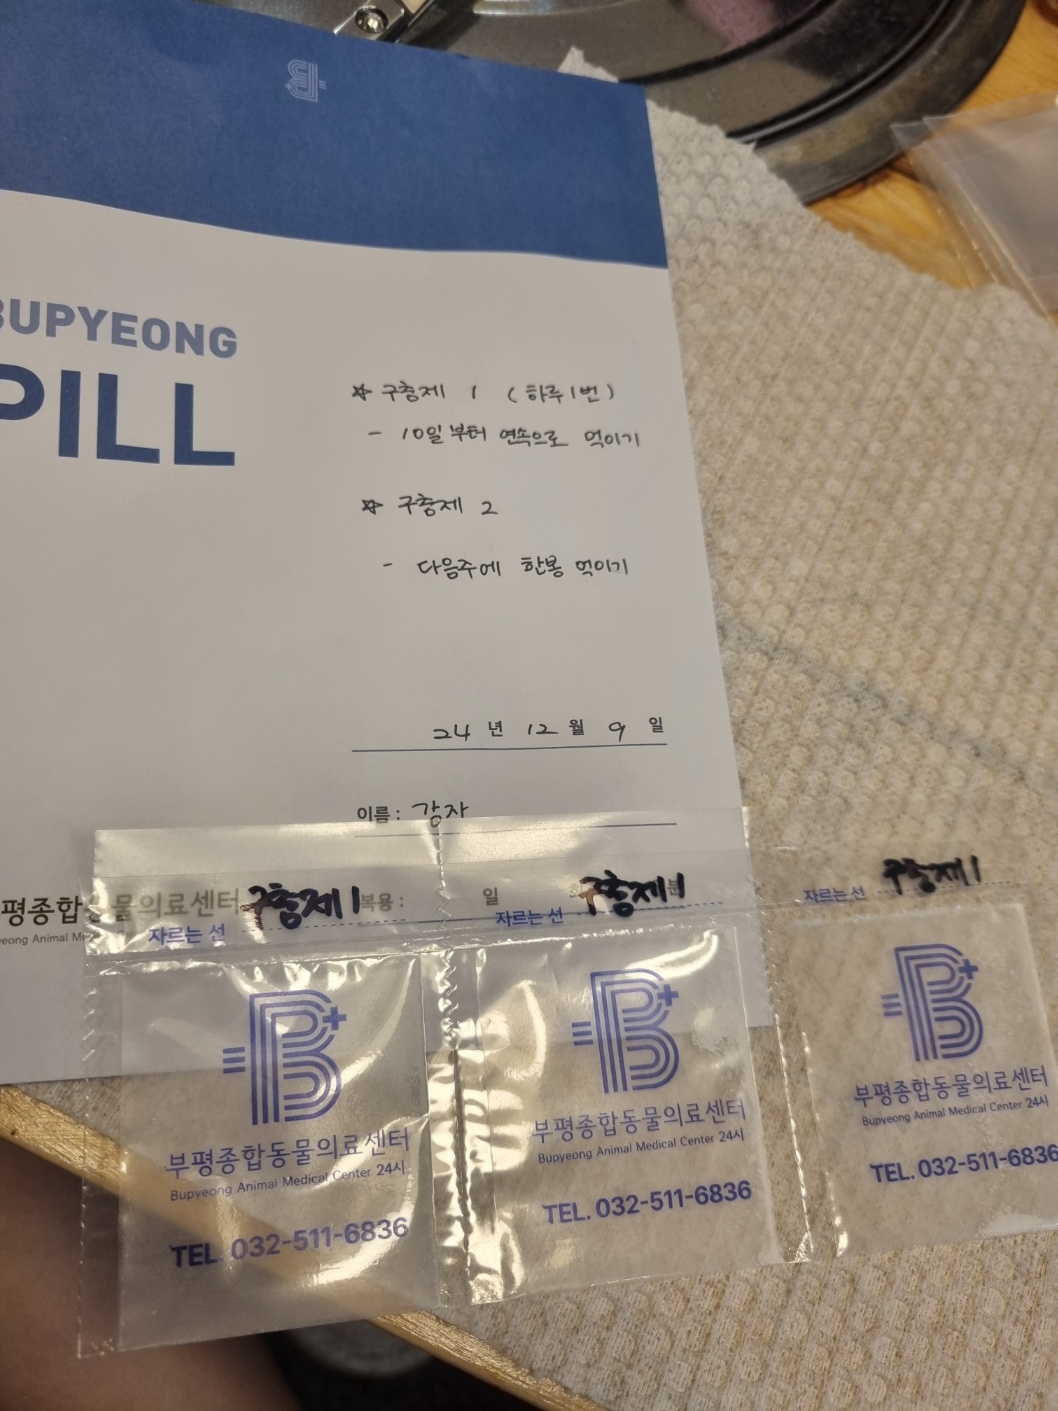 BUPYEONG
PILL
☆ 구충제 1 (하루1번)
- 10일부터 연속으로 먹이기
☆ 구충제 2
- 다음주에 한봉 먹이기
24 년 12 월 9 일
이름 : 감자
평종합동물의료센터
eong Animal Me
복용 :
일
분
구충제1
자르는 선
구충제1
자르는 선
구충제1
자르는 선
부평종합동물의료센터
Bupyeong Animal Medical Center 24시
TEL. 032-511-6836
부평종합동물의료센터
Bupyeong Animal Medical Center 24시
TEL. 032-511-6836
부평종합동물의료센터
Bupyeong Animal Medical Center 24시
TEL. 032-511-6836